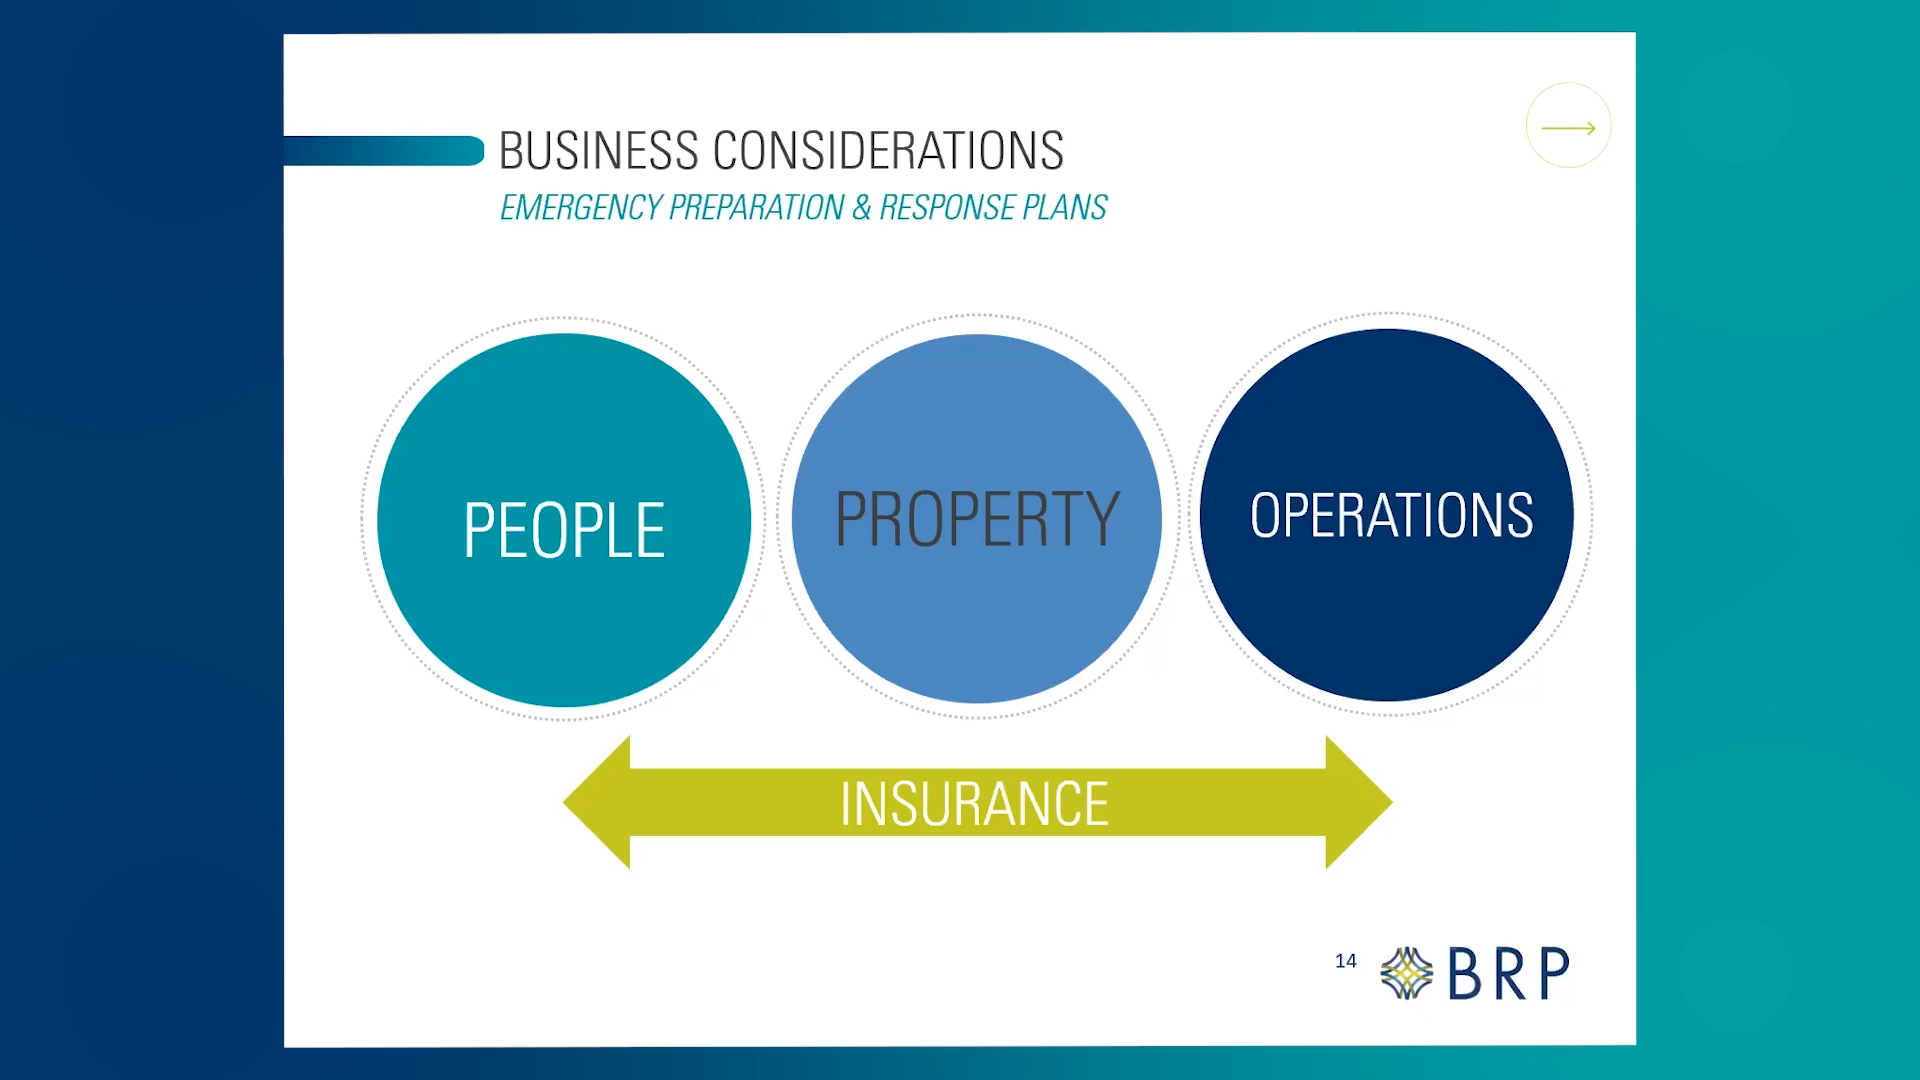 BUSINESS CONSIDERATIONS
EMERGENCY PREPARATION & RESPONSE PLANS
PEOPLE
PROPERTY
OPERATIONS
INSURANCE
14
BRP